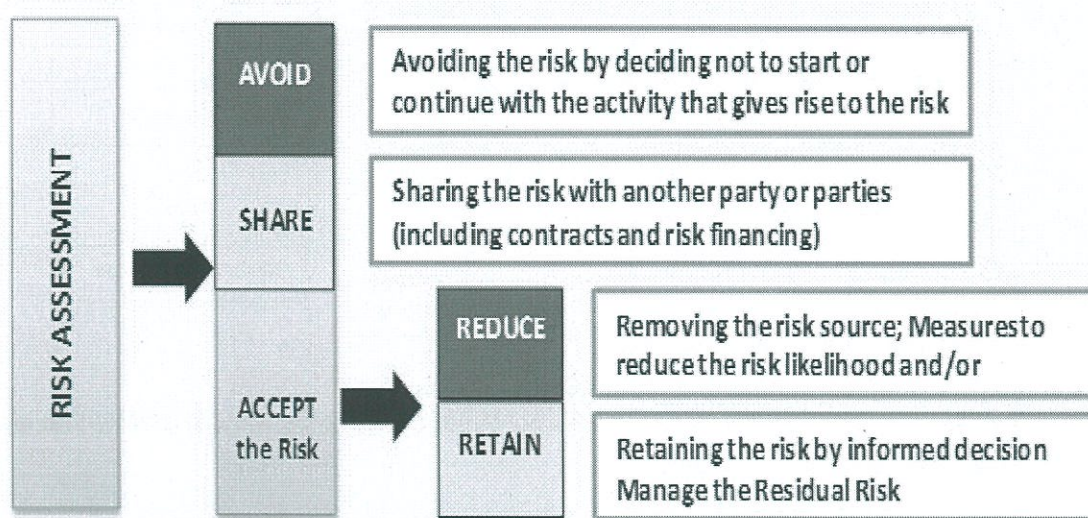 RISK ASSESSMENT
AVOID
Avoiding the risk by deciding not to start or
continue with the activity that gives rise to the risk
SHARE
Sharing the risk with another party or parties
(including contracts and risk financing)
ACCEPT
the Risk
REDUCE
Removing the risk source; Measures to
reduce the risk likelihood and/or
RETAIN
Retaining the risk by informed decision
Manage the Residual Risk